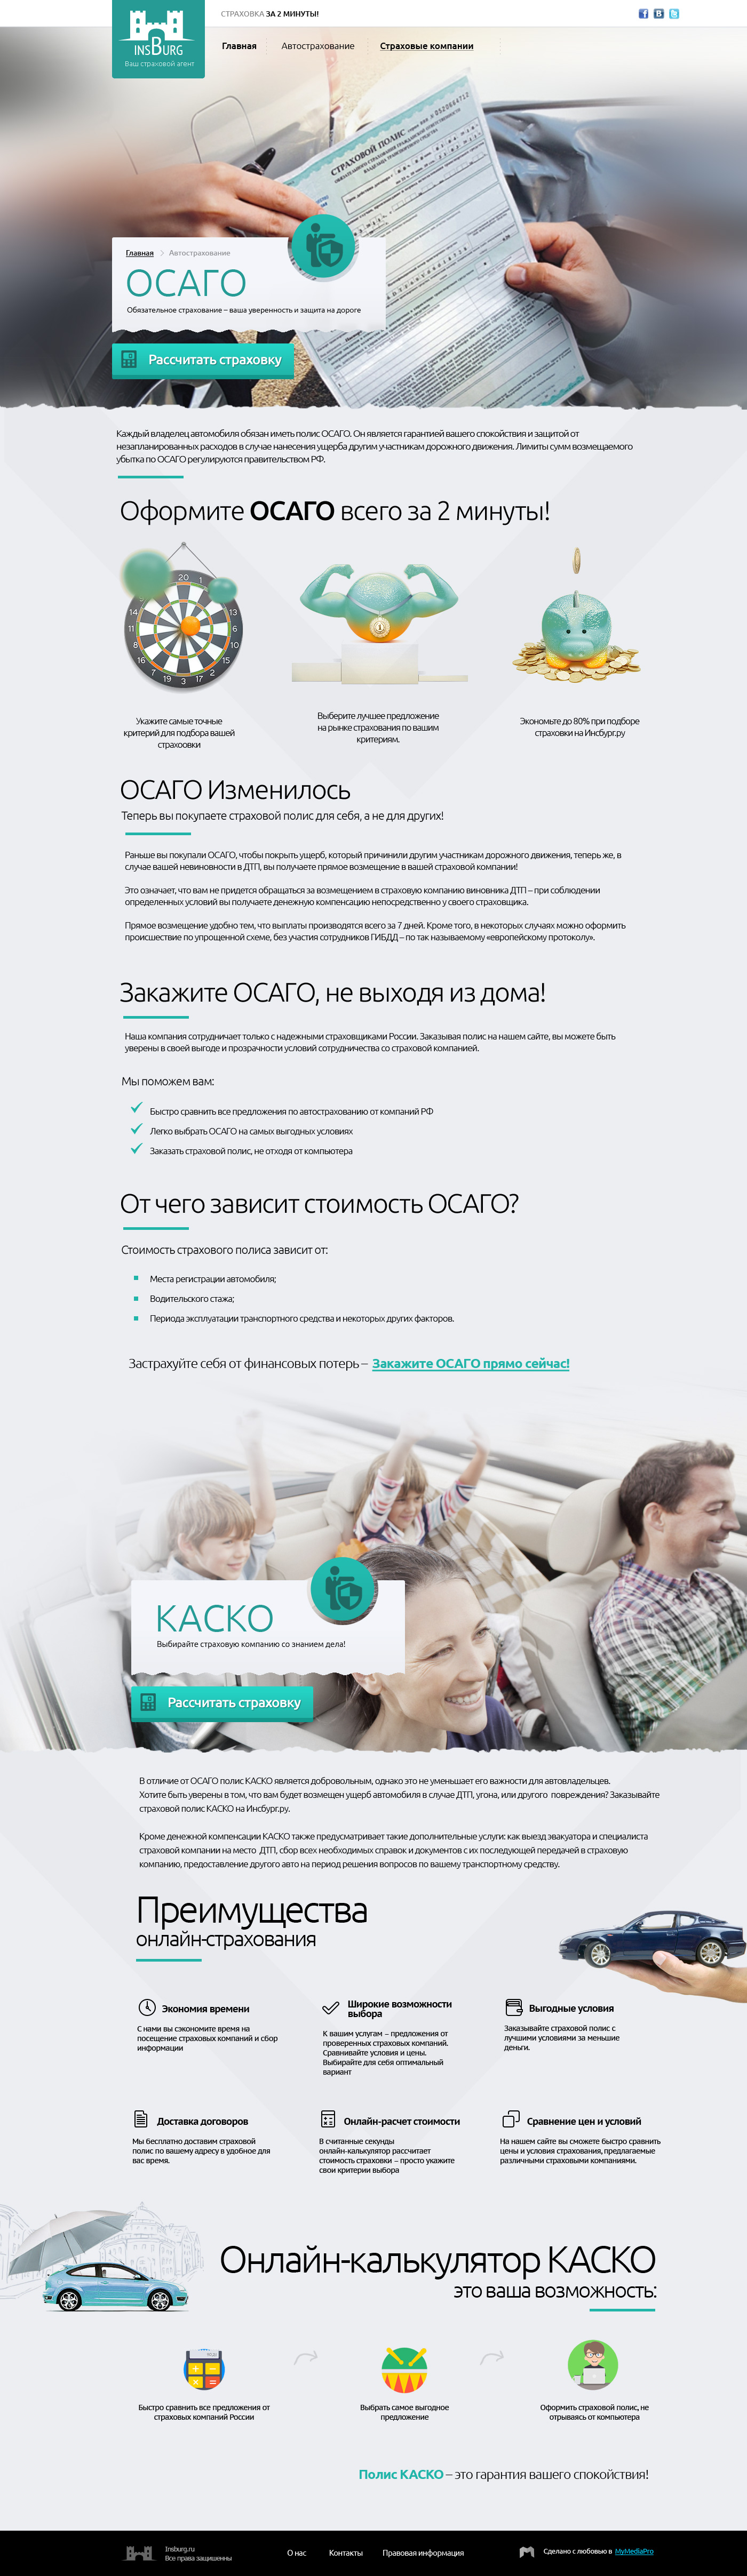 СТРАХОВКА ЗА 2 МИНУТЫ!
INSBURG
Ваш страховой агент
Главная
Автострахование
Страховые компании
СТРАХОВОЙ ПОЛИС
Главная
Автострахование
ОСАГО
Обязательное страхование – ваша уверенность и защита на дороге
Рассчитать страховку
Каждый владелец автомобиля обязан иметь полис ОСАГО. Он является гарантией вашего спокойствия и защитой от
незапланированных расходов в случае нанесения ущерба другим участникам дорожного движения. Лимиты сумм возмещаемого
убытка по ОСАГО регулируются правительством РФ.
Оформите ОСАГО всего за 2 минуты!
Укажите самые точные
критерий для подбора вашей
страхоовки
Выберите лучшее предложение
на рынке страхования по вашим
критериям.
Экономьте до 80% при подборе
страховки на Инсбург.ру
ОСАГО Изменилось
Теперь вы покупаете страховой полис для себя, а не для других!
Раньше вы покупали ОСАГО, чтобы покрыть ущерб, который причинили другим участникам дорожного движения, теперь же, в
случае вашей невиновности в ДТП, вы получаете прямое возмещение в вашей страховой компании!
Это означает, что вам не придется обращаться за возмещением в страховую компанию виновника ДТП – при соблюдении
определенных условий вы получаете денежную компенсацию непосредственно у своего страховщика.
Прямое возмещение удобно тем, что выплаты производятся всего за 7 дней. Кроме того, в некоторых случаях можно оформить
происшествие по упрощенной схеме, без участия сотрудников ГИБДД – по так называемому «европейскому протоколу».
Закажите ОСАГО, не выходя из дома!
Наша компания сотрудничает только с надежными страховщиками России. Заказывая полис на нашем сайте, вы можете быть
уверены в своей выгоде и прозрачности условий сотрудничества со страховой компанией.
Мы поможем вам:
Быстро сравнить все предложения по автострахованию от компаний РФ
Легко выбрать ОСАГО на самых выгодных условиях
Заказать страховой полис, не отходя от компьютера
От чего зависит стоимость ОСАГО?
Стоимость страхового полиса зависит от:
Места регистрации автомобиля;
Водительского стажа;
Периода эксплуатации транспортного средства и некоторых других факторов.
Застрахуйте себя от финансовых потерь – Закажите ОСАГО прямо сейчас!
КАСКО
Выбирайте страховую компанию со знанием дела!
Рассчитать страховку
В отличие от ОСАГО полис КАСКО является добровольным, однако это не уменьшает его важности для автовладельцев.
Хотите быть уверены в том, что вам будет возмещен ущерб автомобиля в случае ДТП, угона, или другого повреждения? Заказывайте
страховой полис КАСКО на Инсбург.ру.
Кроме денежной компенсации КАСКО также предусматривает такие дополнительные услуги: как выезд эвакуатора и специалиста
страховой компании на место ДТП, сбор всех необходимых справок и документов с их последующей передачей в страховую
компанию, предоставление другого авто на период решения вопросов по вашему транспортному средству.
Преимущества
онлайн-страхования
Экономия времени
С нами вы сэкономите время на
посещение страховых компаний и сбор
информации
Широкие возможности
выбора
К вашим услугам – предложения от
проверенных страховых компаний.
Сравнивайте условия и цены.
Выбирайте для себя оптимальный
вариант
Выгодные условия
Заказывайте страховой полис с
лучшими условиями за меньшие
деньги.
Доставка договоров
Мы бесплатно доставим страховой
полис по вашему адресу в удобное для
вас время.
Онлайн-расчет стоимости
В считанные секунды
онлайн-калькулятор рассчитает
стоимость страховки – просто укажите
свои критерии выбора
Сравнение цен и условий
На нашем сайте вы сможете быстро сравнить
цены и условия страхования, предлагаемые
различными страховыми компаниями.
Онлайн-калькулятор КАСКО
это ваша возможность:
Быстро сравнить все предложения от
страховых компаний России
Выбрать самое выгодное
предложение
Оформить страховой полис, не
отрываясь от компьютера
Полис КАСКО – это гарантия вашего спокойствия!
Insburg.ru
Все права защишенны
О нас
Контакты
Правовая информация
Сделано с любовью в MyMediaPro